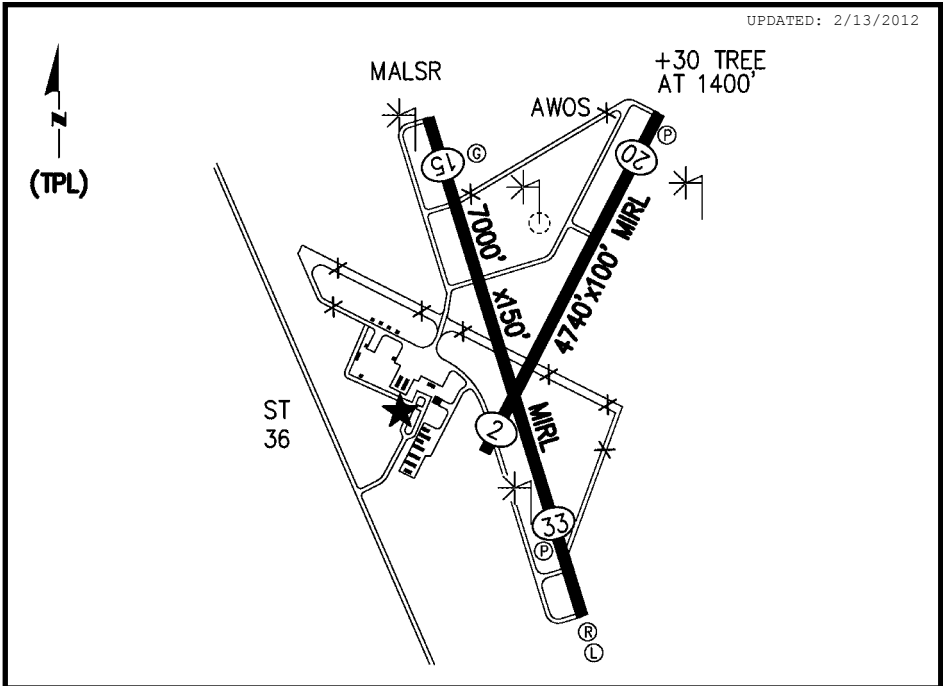 UPDATED: 2/13/2012
N
(TPL)
MALSR
+30 TREE
AT 1400'
AWOS
15
G
P
20
7000'
x150'
MIRL
4740'x100' MIRL
ST
36
2
33
P
R
L